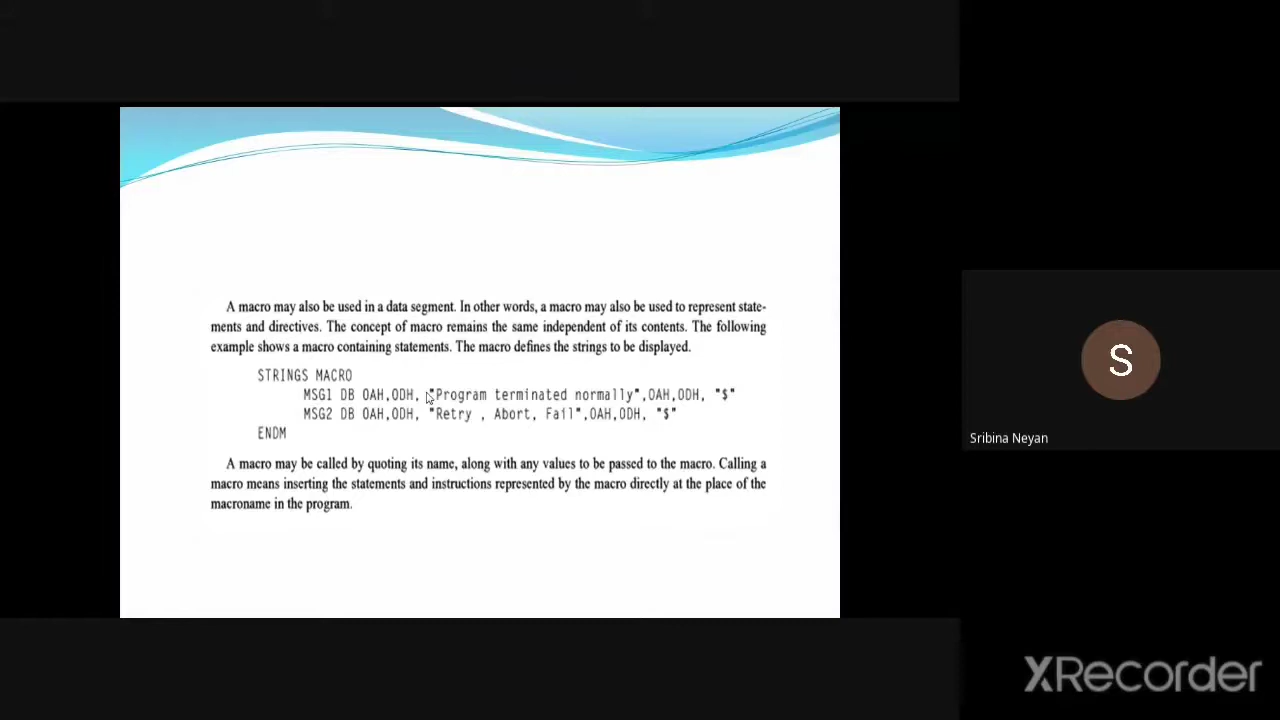 A macro may also be used in a data segment. In other words, a macro may also be used to represent state-
ments and directives. The concept of macro remains the same independent of its contents. The following
example shows a macro containing statements. The macro defines the strings to be displayed.
STRINGS MACRO
MSG1 DB OAH,ODH, "Program terminated normally",OAH,ODH, "$"
MSG2 DB OAH,ODH, "Retry , Abort, Fail",OAH,ODH, "$"
ENDM
A macro may be called by quoting its name, along with any values to be passed to the macro. Calling a
macro means inserting the statements and instructions represented by the macro directly at the place of the
macroname in the program.
S
Sribina Neyan
XRecorder